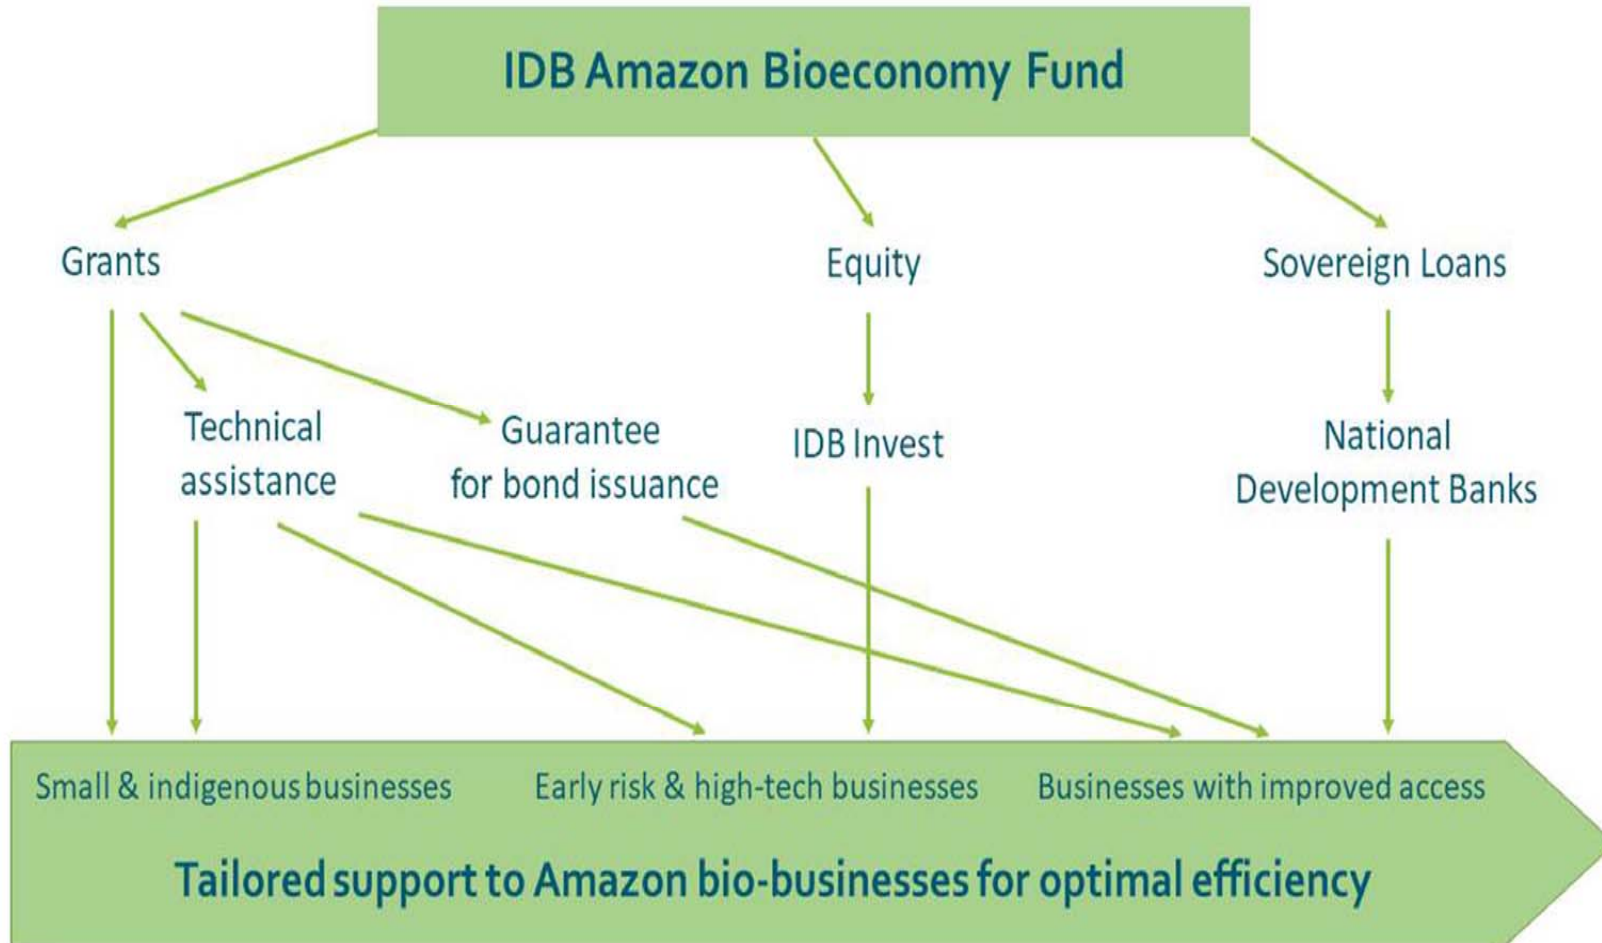 IDB Amazon Bioeconomy Fund
Grants
Equity
Sovereign Loans
Technical
assistance
Guarantee
for bond issuance
IDB Invest
National
Development Banks
Small & indigenous businesses
Early risk & high-tech businesses
Businesses with improved access
Tailored support to Amazon bio-businesses for optimal efficiency